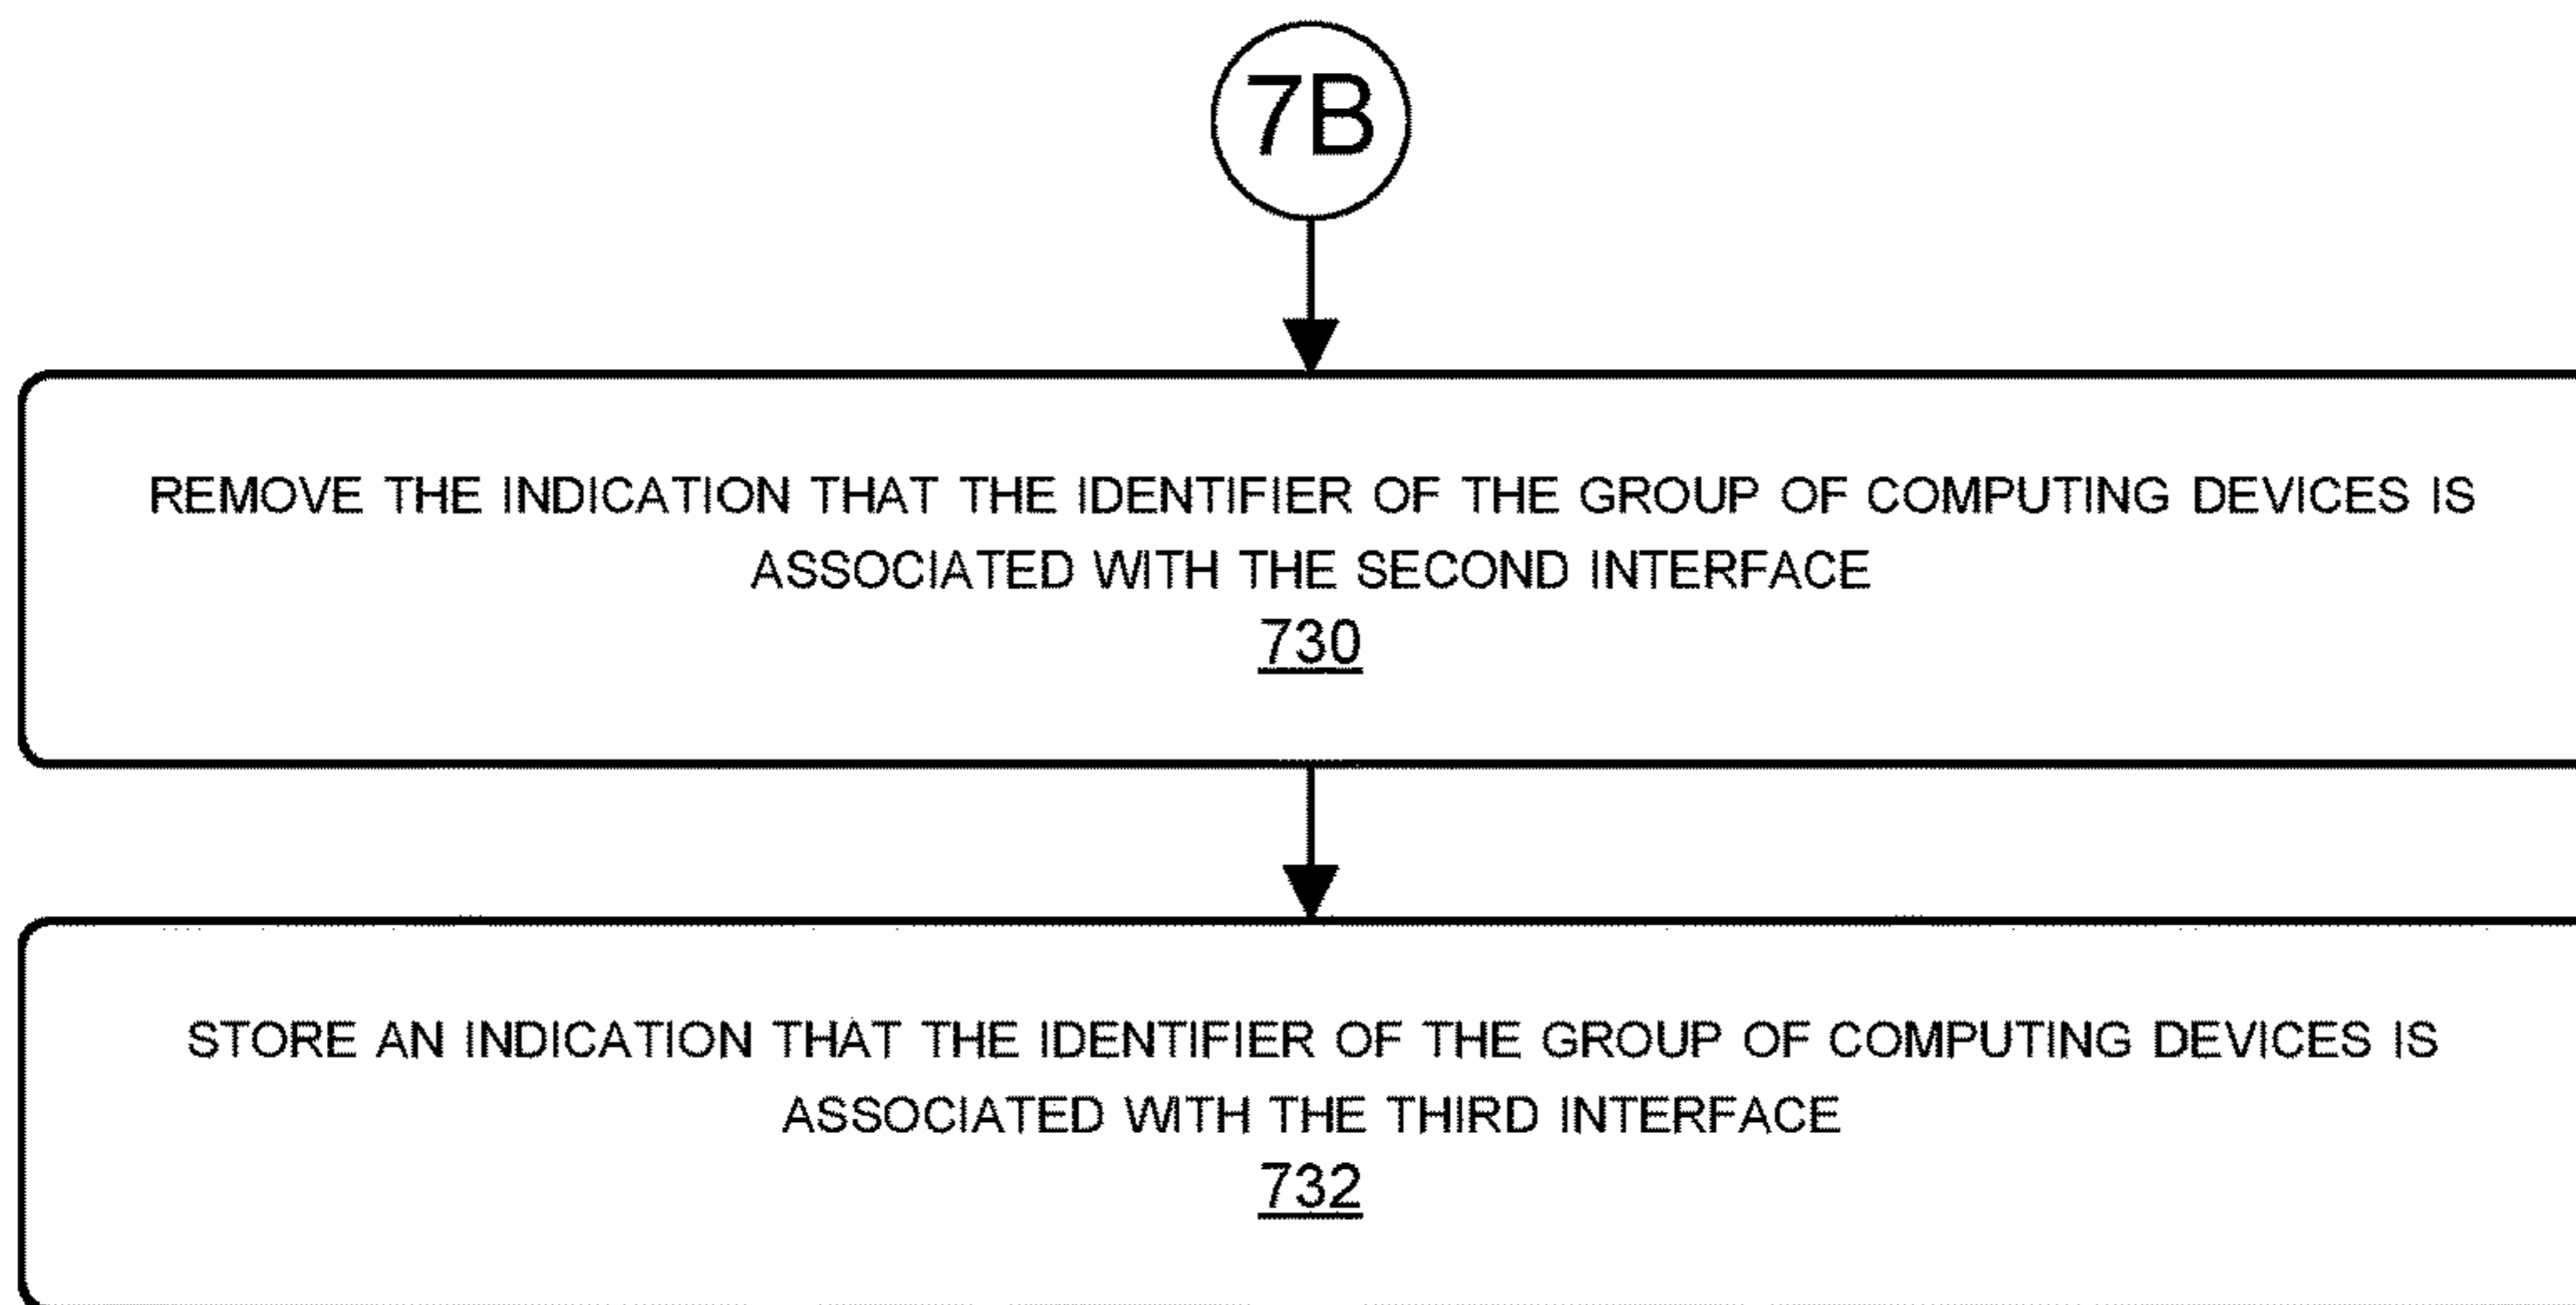 7B
REMOVE THE INDICATION THAT THE IDENTIFIER OF THE GROUP OF COMPUTING DEVICES IS
ASSOCIATED WITH THE SECOND INTERFACE
730
STORE AN INDICATION THAT THE IDENTIFIER OF THE GROUP OF COMPUTING DEVICES IS
ASSOCIATED WITH THE THIRD INTERFACE
732